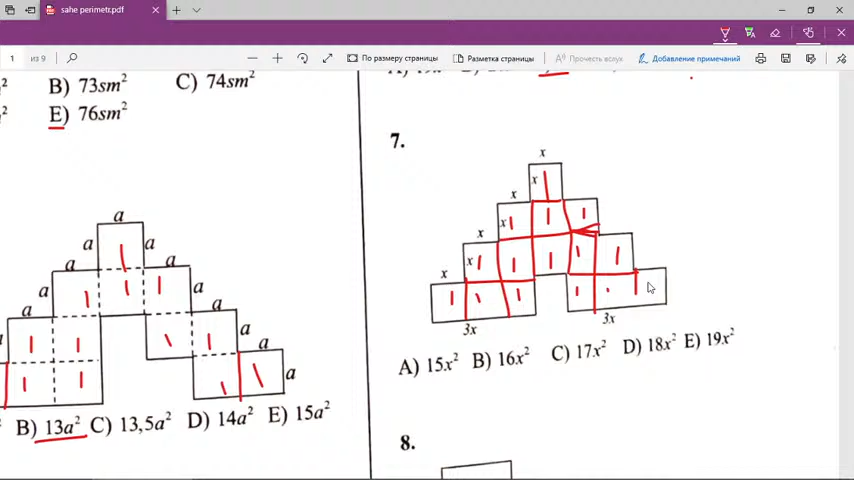 sahe perimetr.pdf
1 из 9
По размеру страницы
Разметка страницы
Прочесть вслух
Добавление примечаний
B) 73sm²
C) 74sm²
E) 76sm²
a
a
a
a
a
a
a
a
a
a
a
a
B) 13a² C) 13,5a² D) 14a² E) 15a²
7.
x
x
x
x
x
x
x
3x
3x
A) 15x² B) 16x² C) 17x² D) 18x² E) 19x²
8.